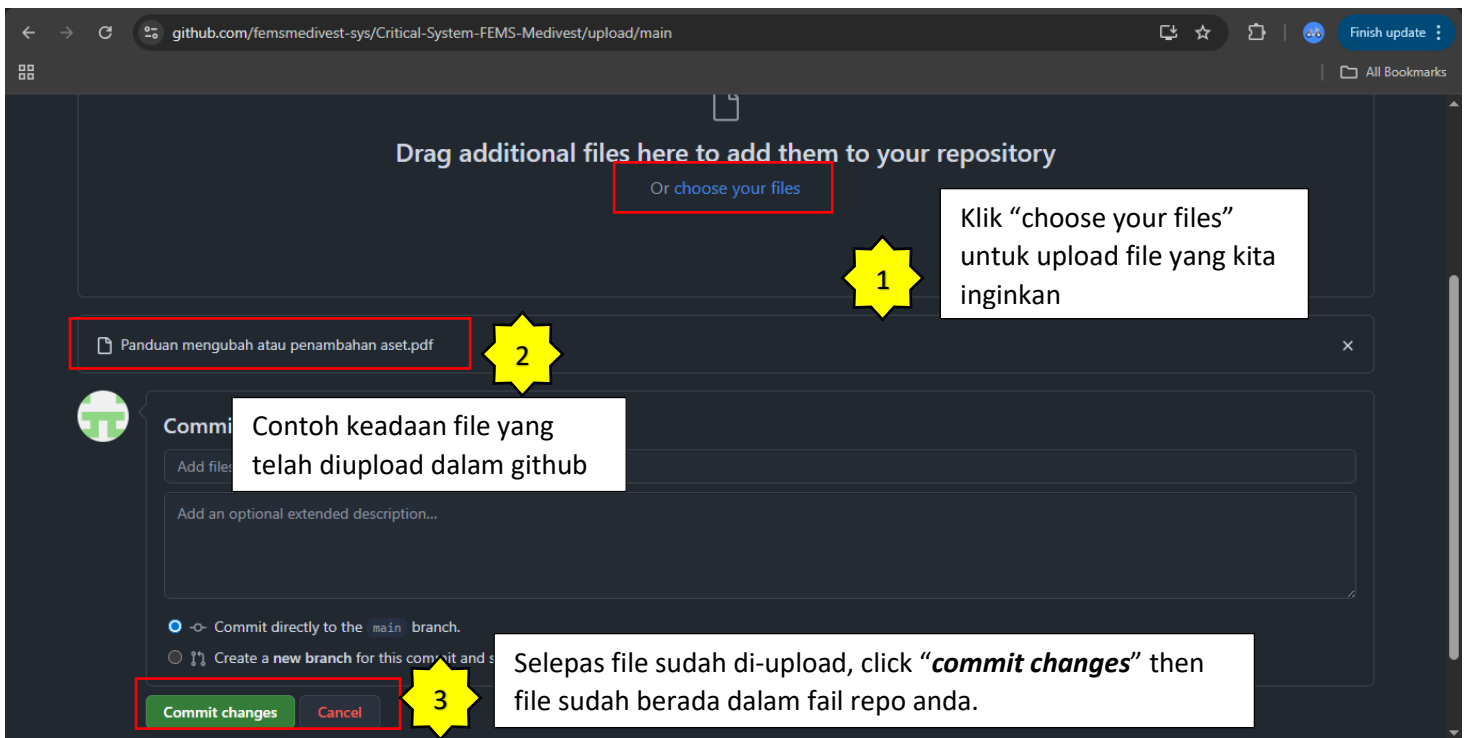 github.com/femsmedivest-sys/Critical-System-FEMS-Medivest/upload/main
Finish update
All Bookmarks
Drag additional files here to add them to your repository
Or choose your files
Klik “choose your files”
untuk upload file yang kita
inginkan
1
Panduan mengubah atau penambahan aset.pdf
2
Contoh keadaan file yang
telah diupload dalam github
Commi
Add files
Add an optional extended description...
Commit directly to the main branch.
Create a new branch for this commit and s
Selepas file sudah di-upload, click “commit changes” then
file sudah berada dalam fail repo anda.
3
Commit changes
Cancel